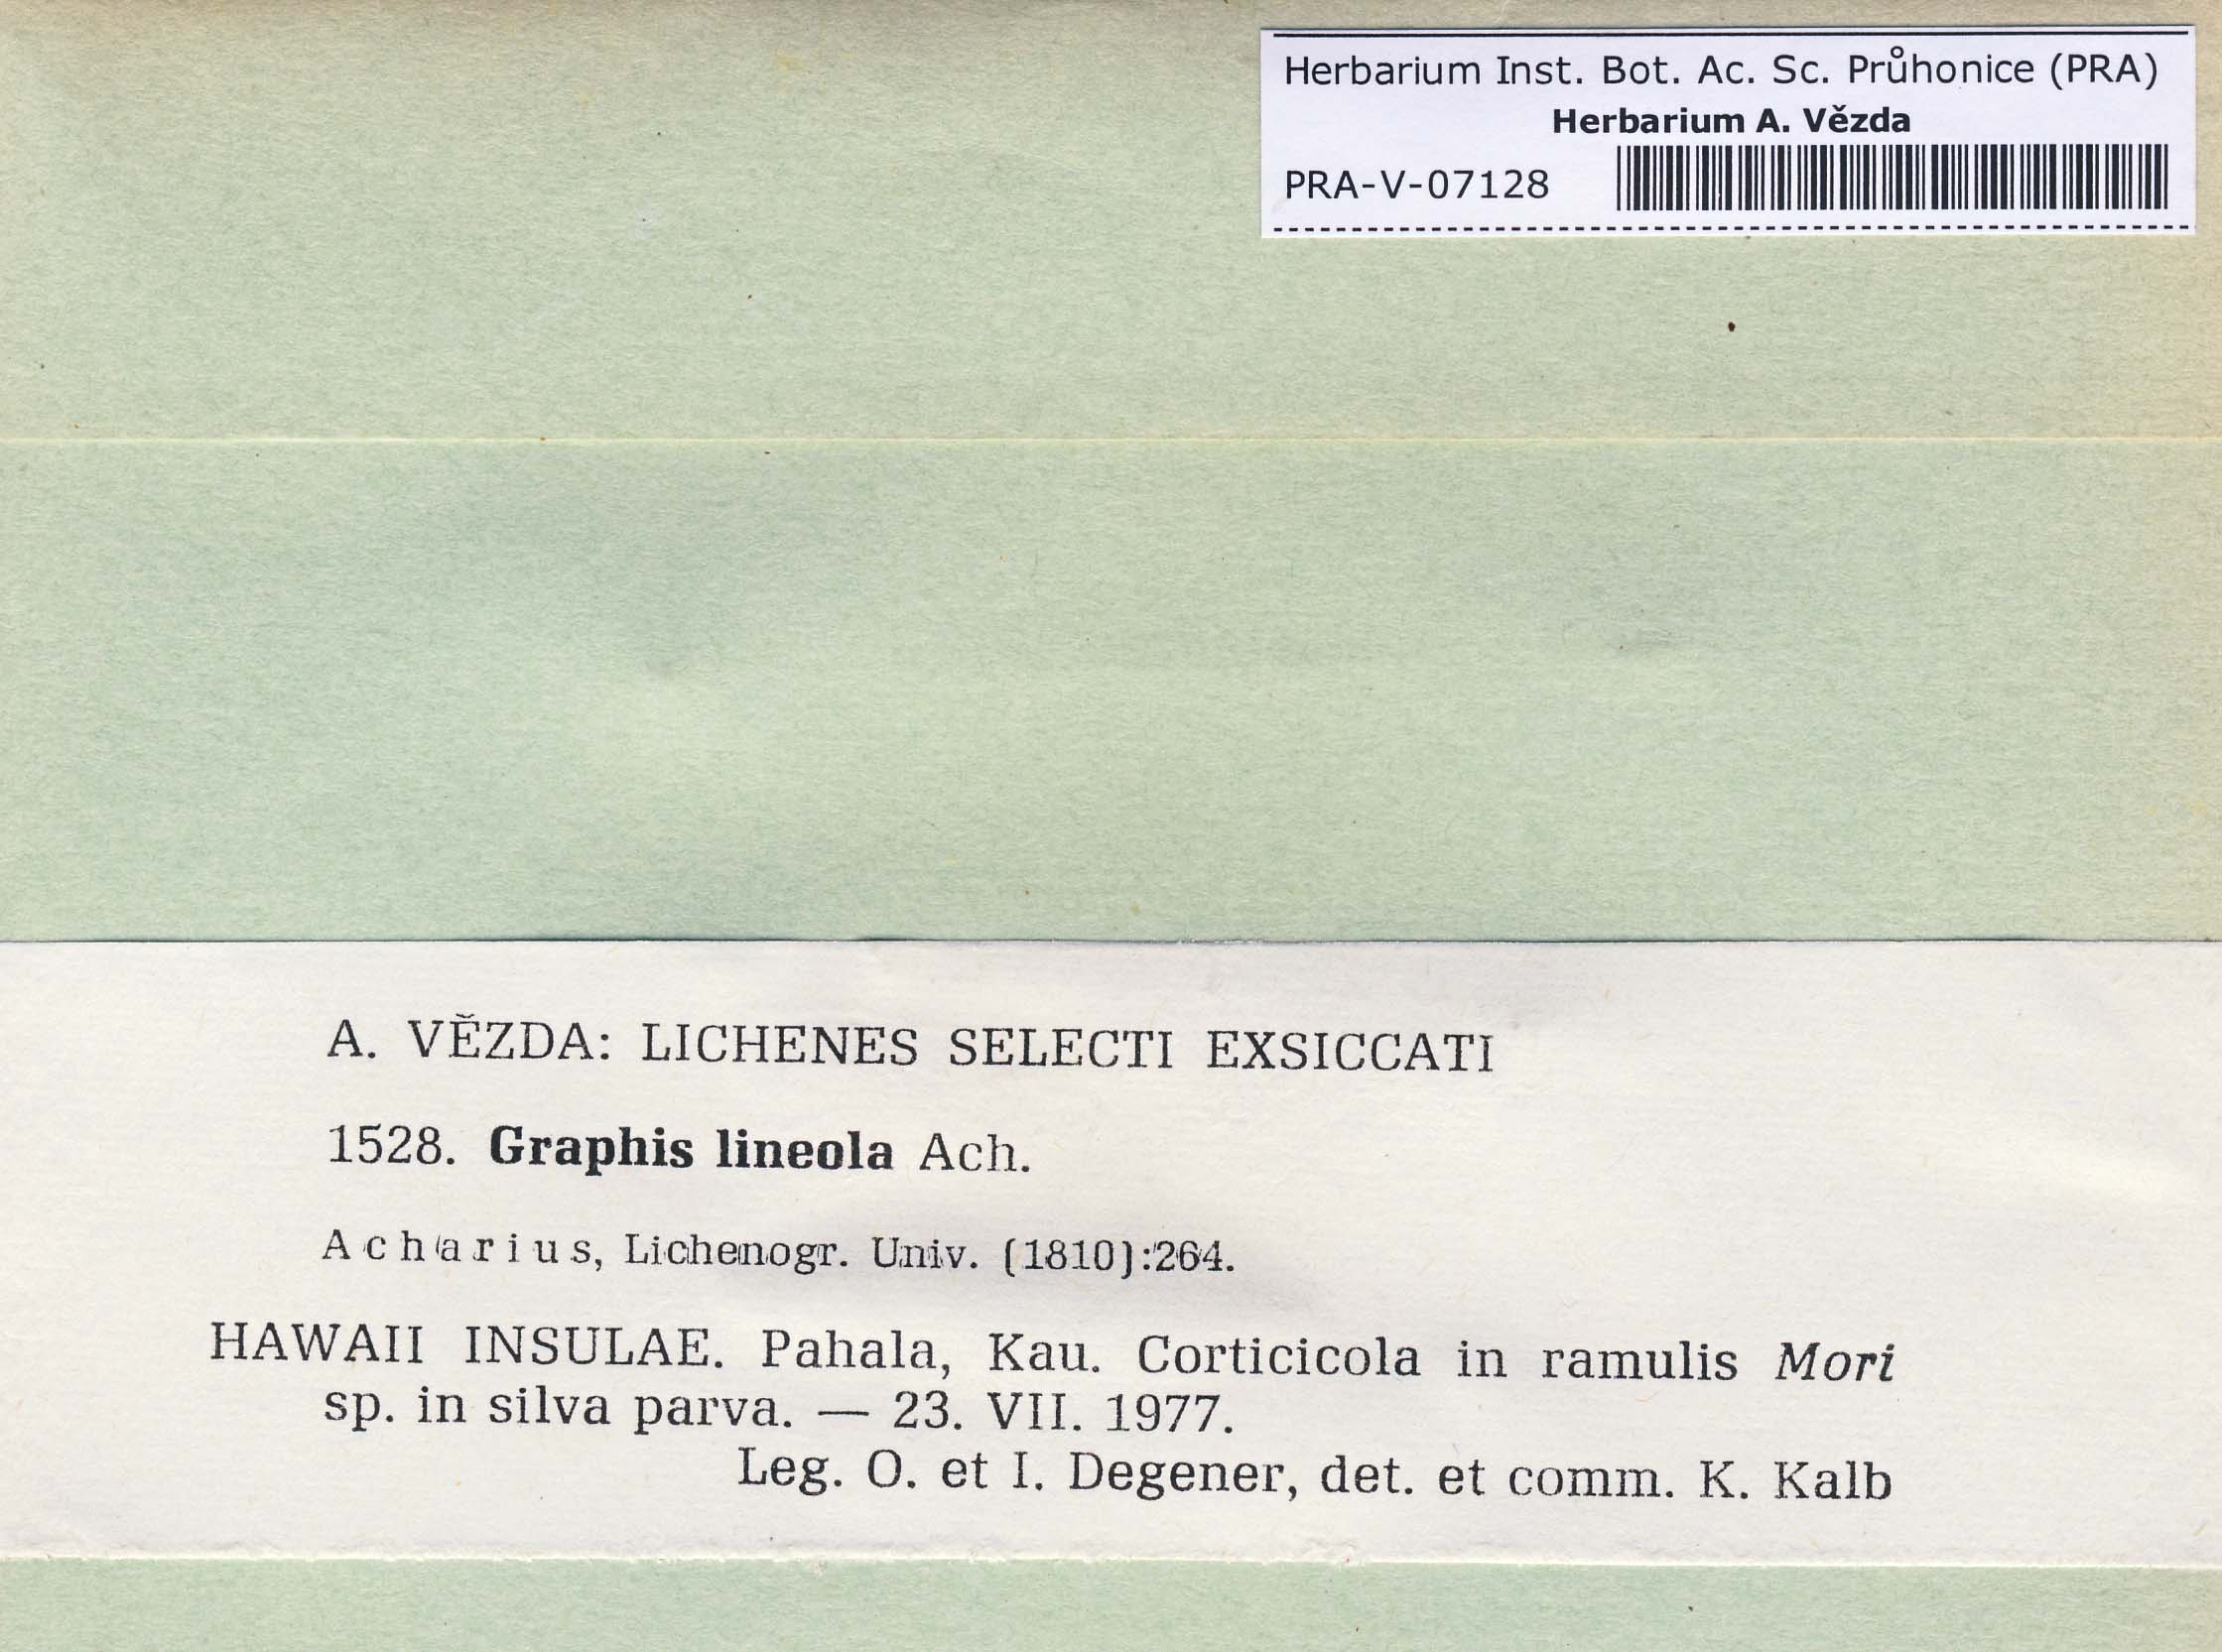 Herbarium Inst. Bot. Ac. Sc. Průhonice (PRA)
Herbarium A. Vězda
PRA-V-07128
A. VĚZDA: LICHENES SELECTI EXSICCATI
1528. Graphis lineola Ach.
Acharius, Lichenogr. Univ. (1810):264.
HAWAII INSULAE. Pahala, Kau. Corticicola in ramulis Mori
sp. in silva parva. — 23. VII. 1977.
Leg. O. et I. Degener, det. et comm. K. Kalb